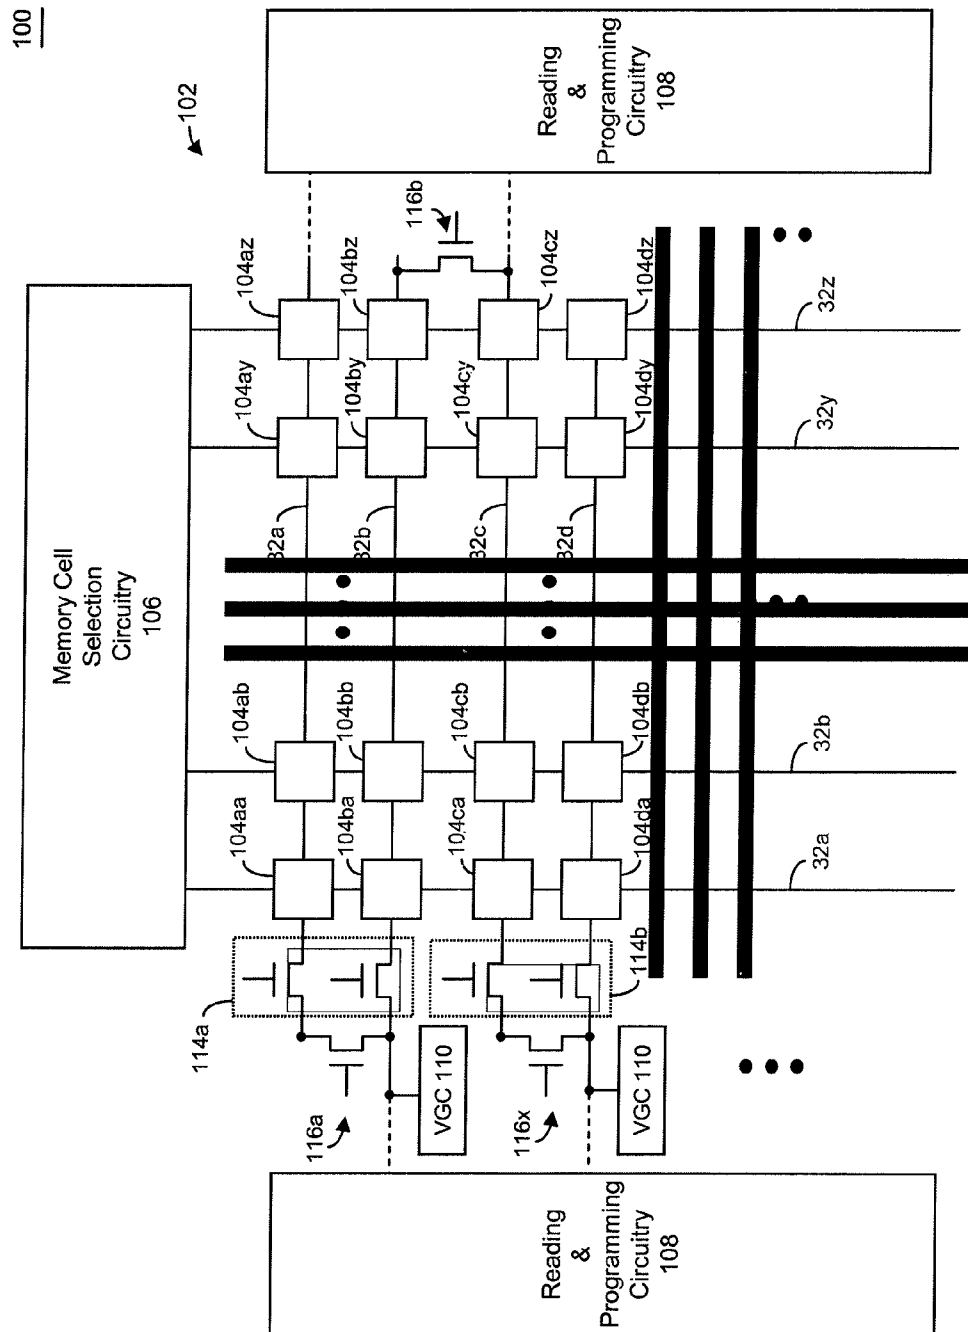 100
102
Memory Cell
Selection
Circuitry
106
Reading
&
Programming
Circuitry
108
Reading
&
Programming
Circuitry
108
114a
116a
VGC 110
116x
VGC 110
114b
104aa
104ba
104ca
104da
104ab
104bb
104cb
104db
32a
32b
32c
32d
104ay
104by
104cy
104dy
104az
104bz
104cz
104dz
116b
32a
32b
32y
32z